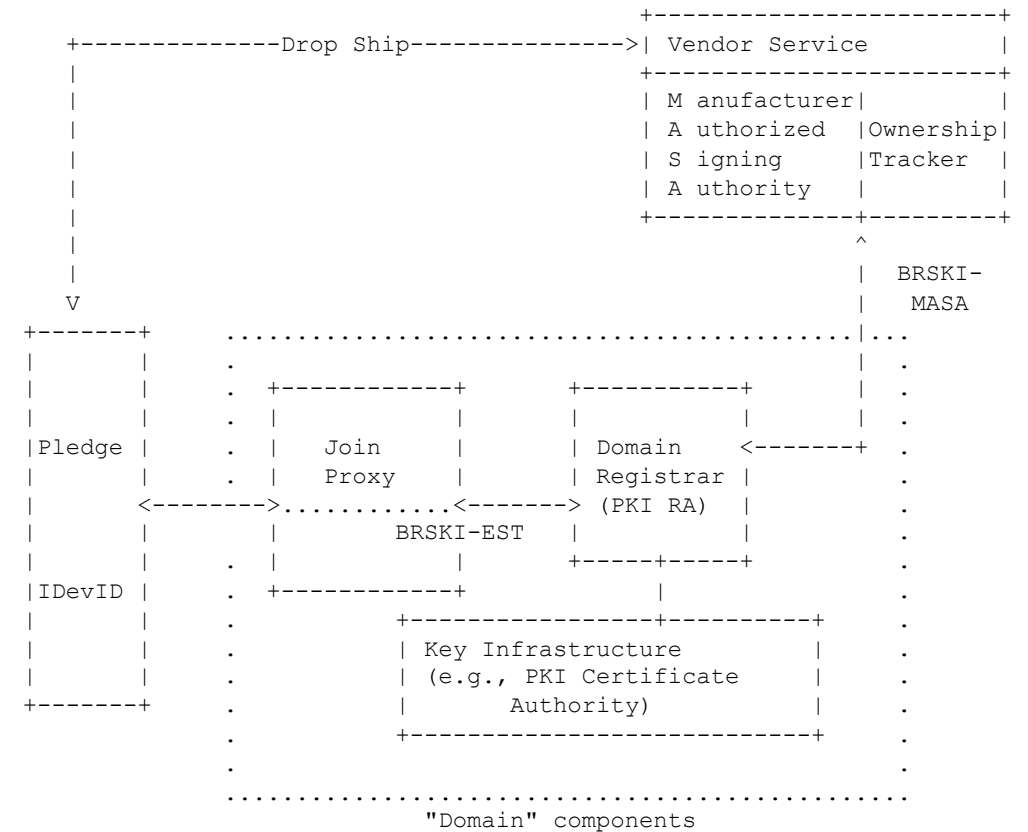 Drop Ship Vendor Service
M anufacturer
A uthorized Ownership
S igning Tracker
A uthority
BRSKI-
V MASA
Pledge Join Domain
Proxy Registrar
(PKI RA)
BRSKI-EST
IDevID
Key Infrastructure
(e.g., PKI Certificate
Authority)
"Domain" components